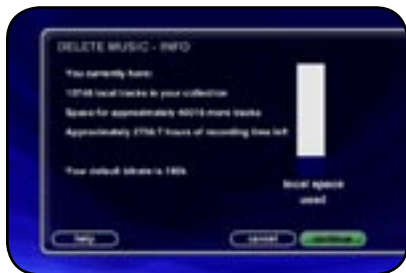 DELETE MUSIC - INFO
You currently have:
local tracks in your collection
Space for approximately more tracks
Approximately hours of recording time left
Your default bitrate is
local space
used
help
cancel
continue